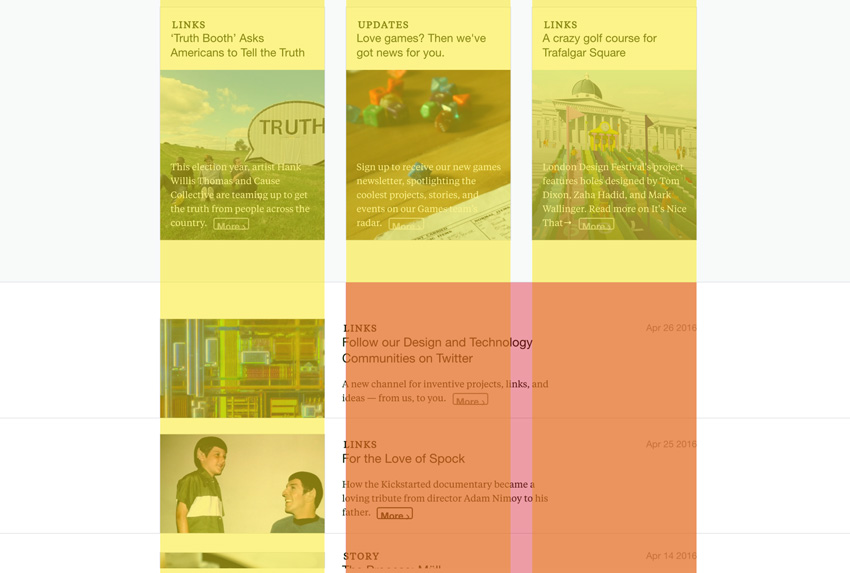 LINKS
‘Truth Booth’ Asks
Americans to Tell the Truth
TRUTH
This election year, artist Hank
Willis Thomas and Cause
Collective are teaming up to get
the truth from people across the
country. More ›
UPDATES
Love games? Then we've
got news for you.
Sign up to receive our new games
newsletter, spotlighting the
coolest projects, stories, and
events on our Games team's
radar. More ›
LINKS
A crazy golf course for
Trafalgar Square
London Design Festival's project
features holes designed by Tom
Dixon, Zaha Hadid, and Mark
Wallinger. Read more on It's Nice
That→ More ›
LINKS
Apr 26 2016
Follow our Design and Technology
Communities on Twitter
A new channel for inventive projects, links, and
ideas — from us, to you. More ›
LINKS
Apr 25 2016
For the Love of Spock
How the Kickstarted documentary became a
loving tribute from director Adam Nimoy to his
father. More ›
STORY
Apr 14 2016